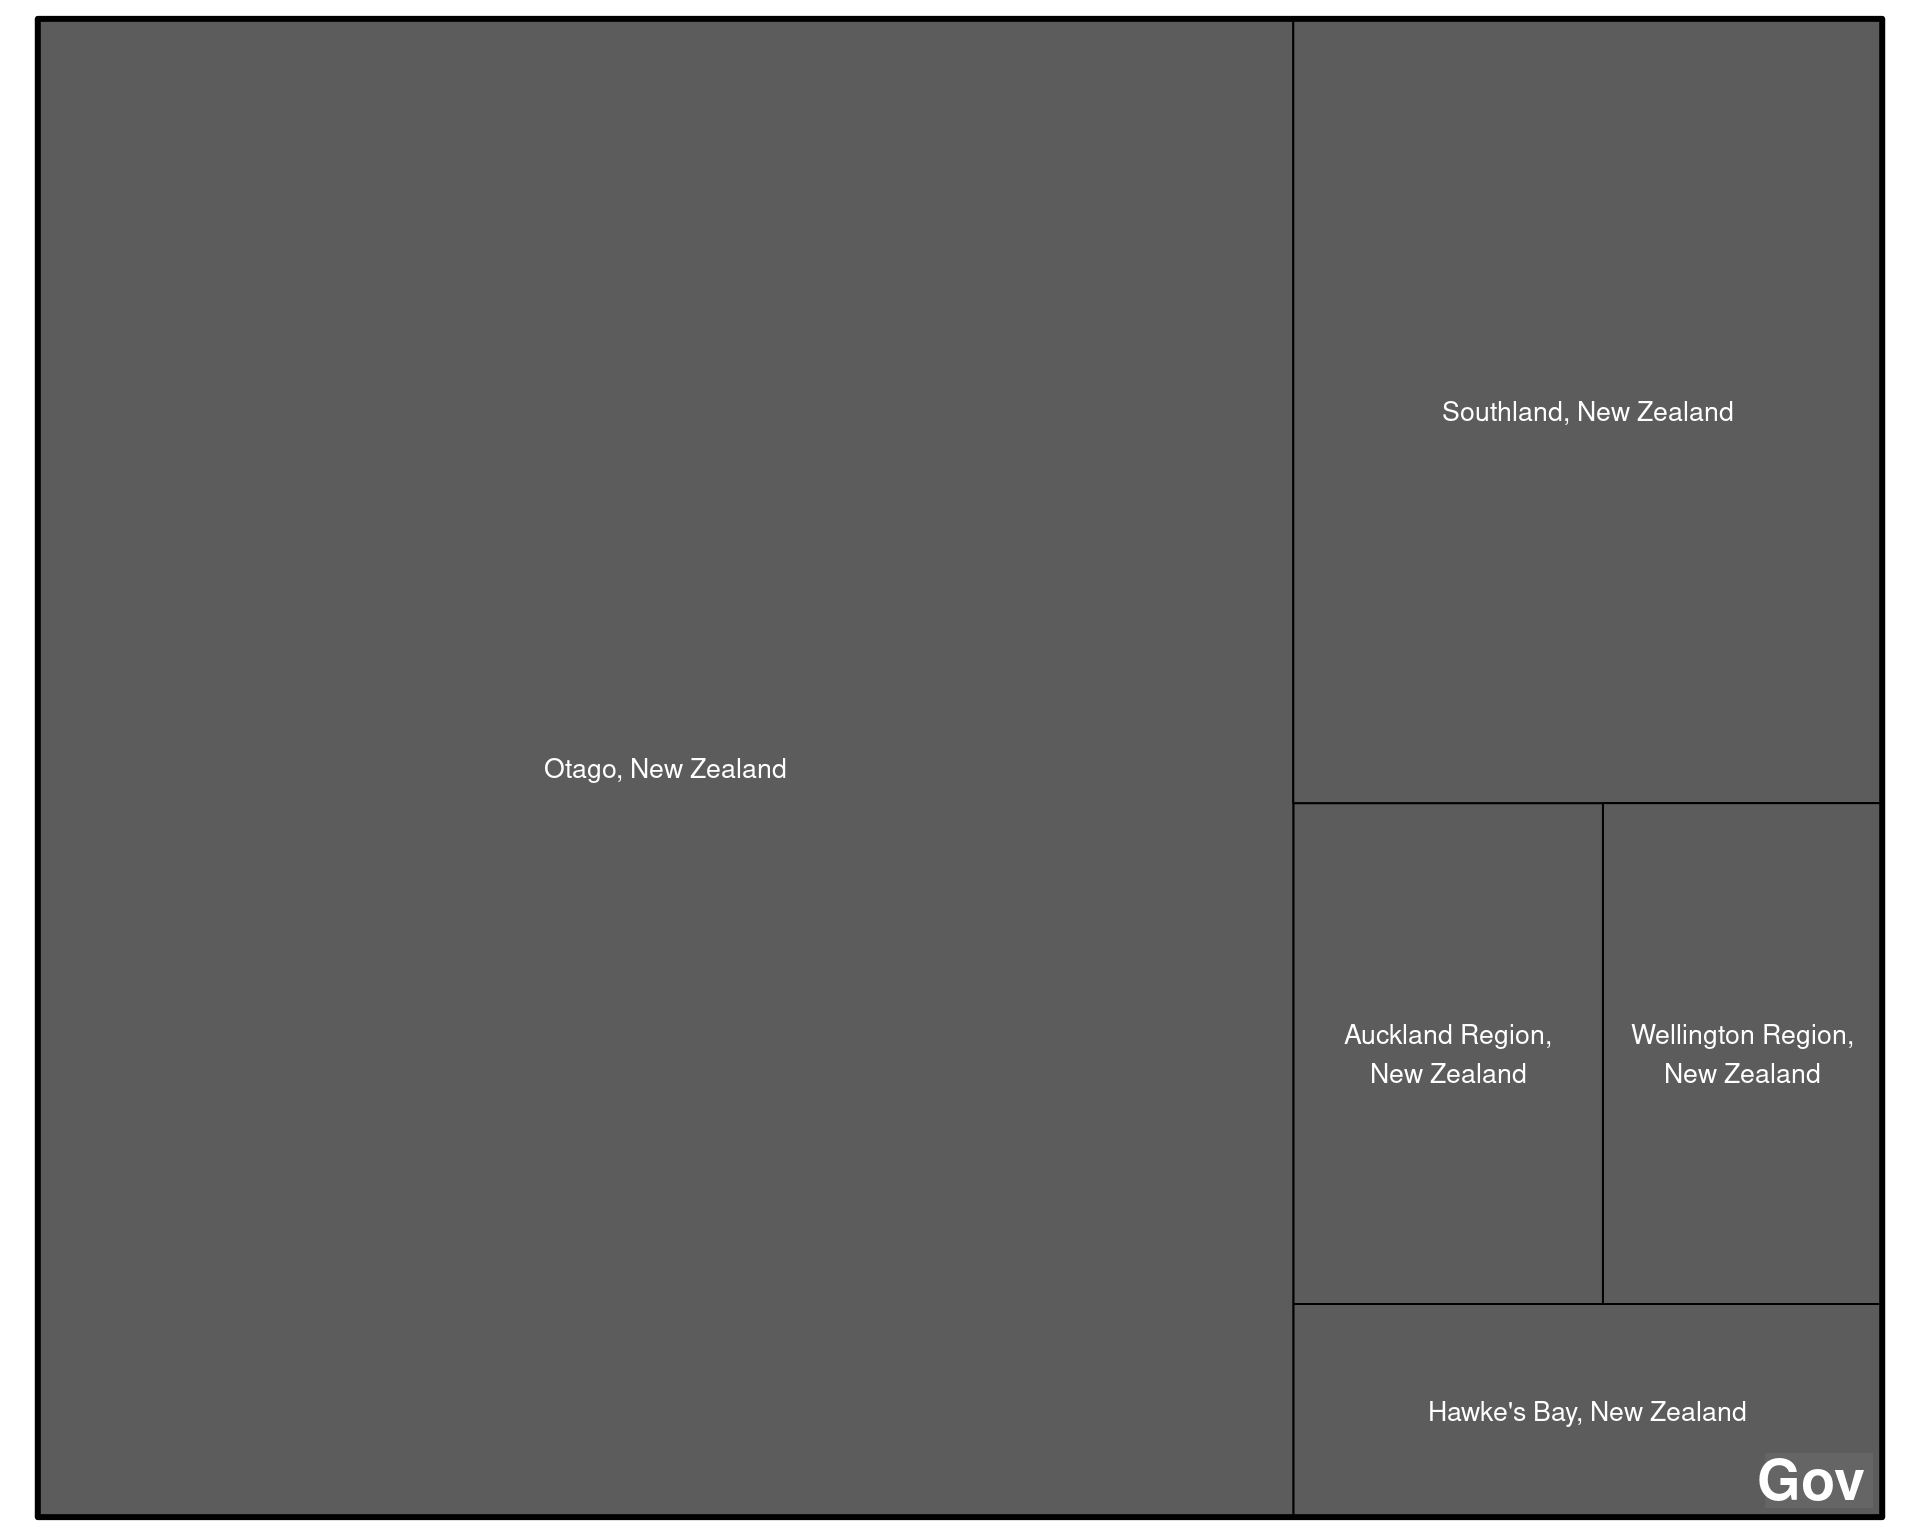 Southland, New Zealand
Otago, New Zealand
Auckland Region,
New Zealand
Wellington Region,
New Zealand
Hawke's Bay, New Zealand
Gov